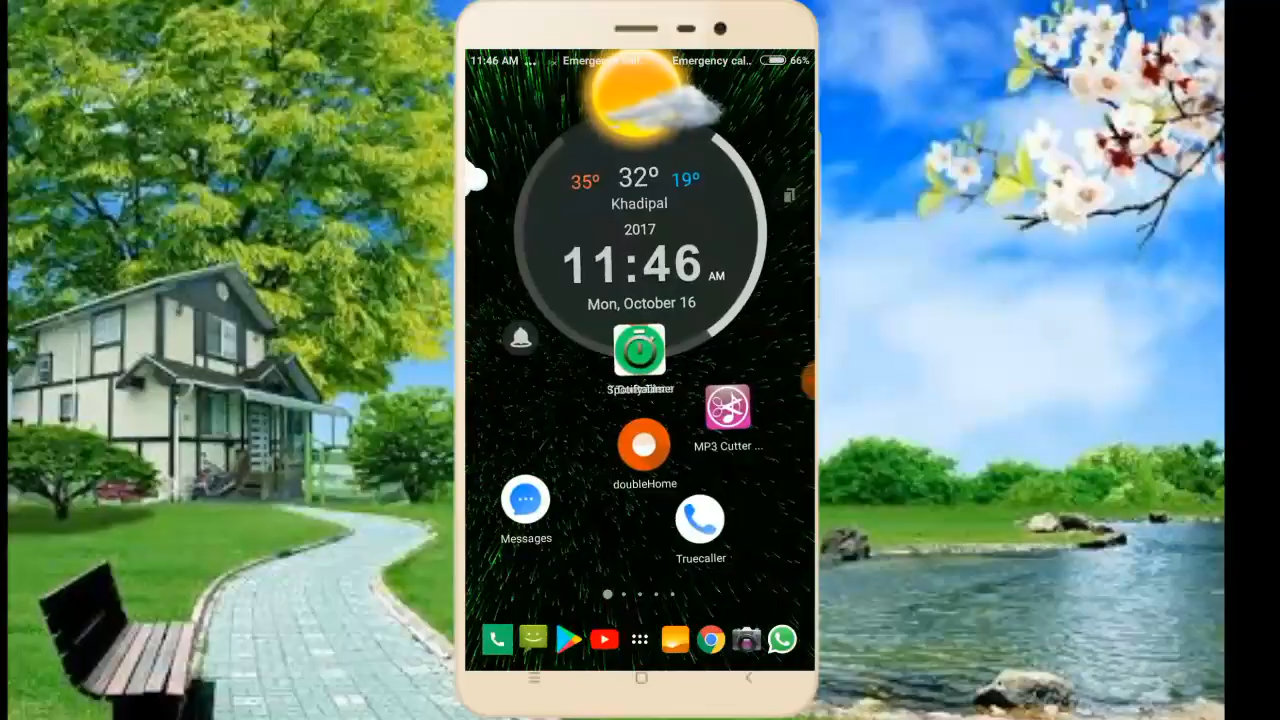 11:46 AM ... Emergency cal.. 66%
35° 32° 19°
Khadipal
2017
11:46 AM
Mon, October 16
MP3 Cutter ...
doubleHome
Messages
Truecaller